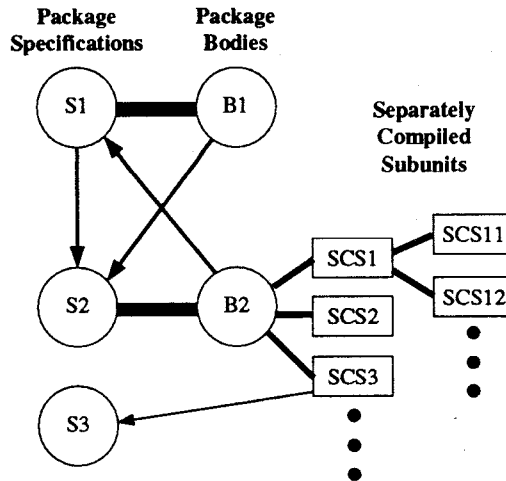 Package
Specifications
Package
Bodies
S1
B1
Separately
Compiled
Subunits
SCS11
SCS1
SCS12
S2
B2
SCS2
SCS3
S3